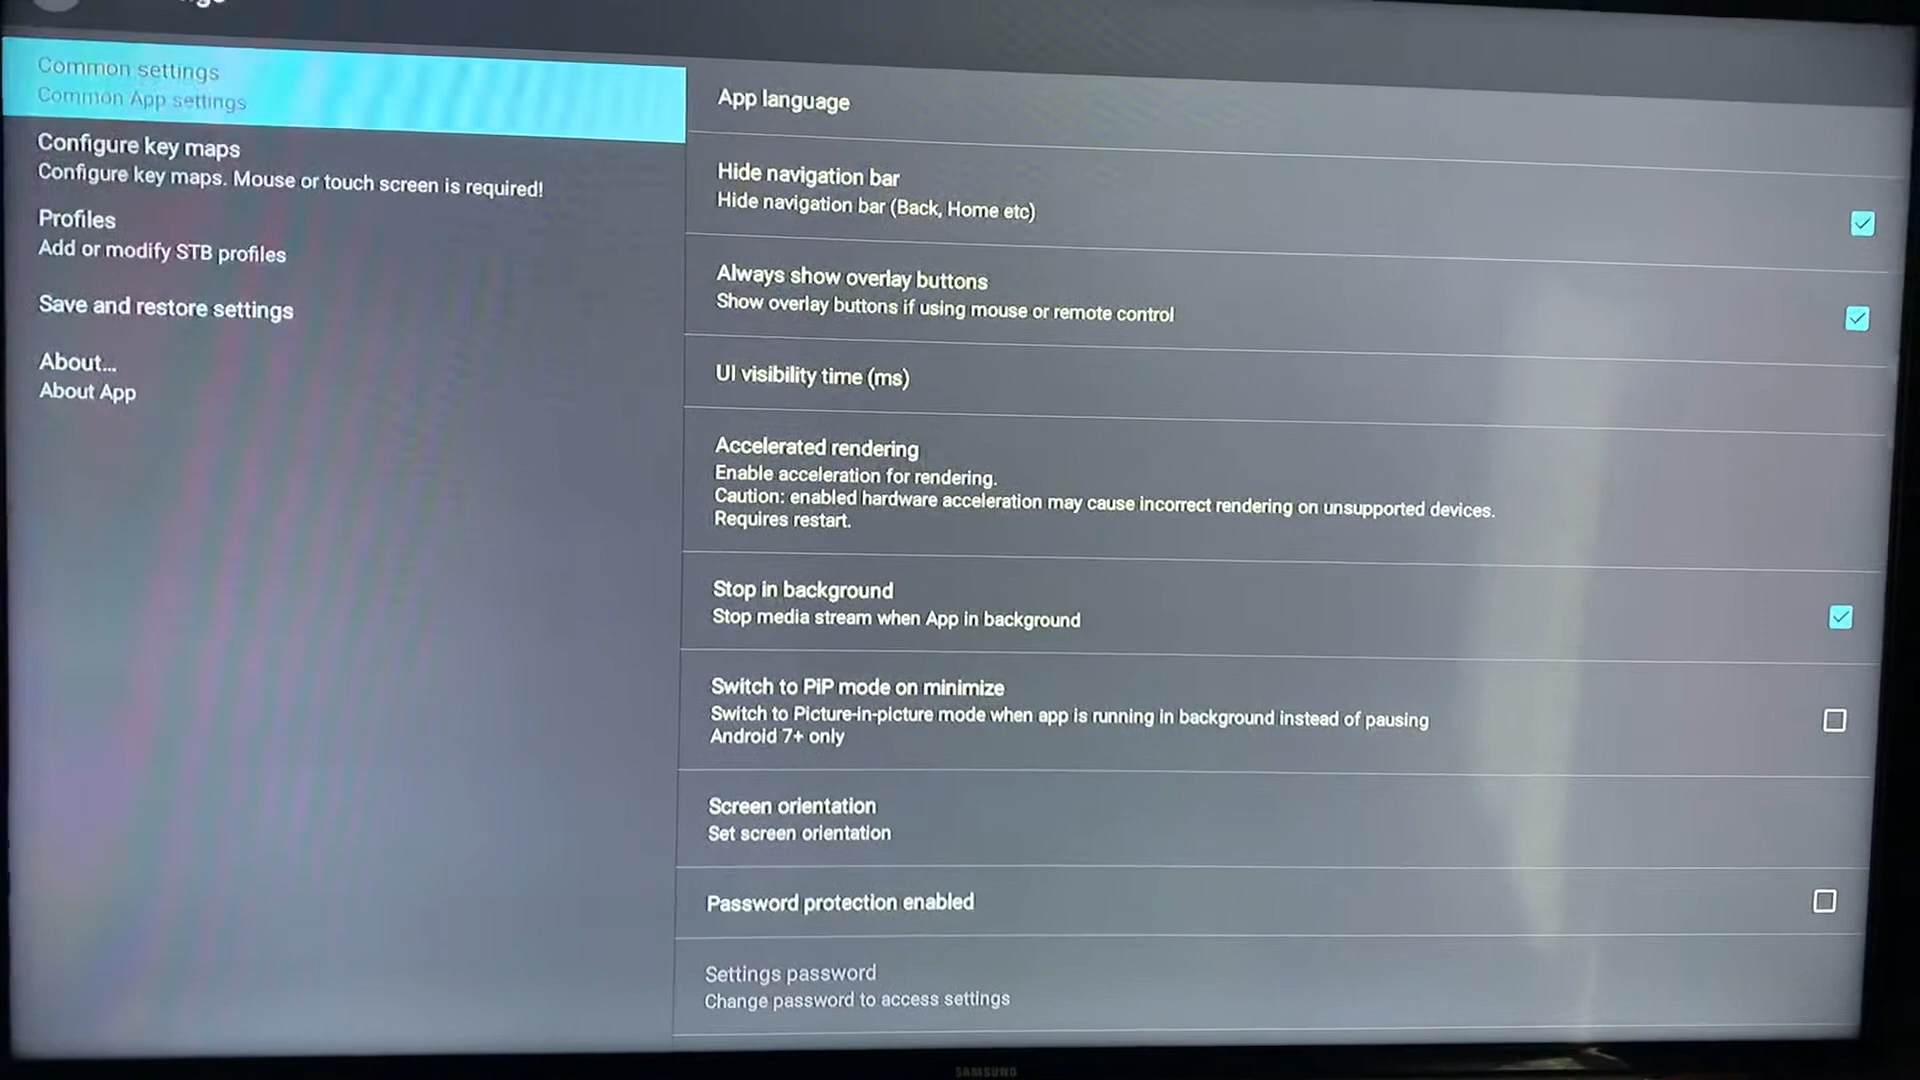 Common settings
Common App settings
Configure key maps
Configure key maps. Mouse or touch screen is required!
Profiles
Add or modify STB profiles
Save and restore settings
About...
About App
App language
Hide navigation bar
Hide navigation bar (Back, Home etc)
Always show overlay buttons
Show overlay buttons if using mouse or remote control
UI visibility time (ms)
Accelerated rendering
Enable acceleration for rendering.
Caution: enabled hardware acceleration may cause incorrect rendering on unsupported devices.
Requires restart.
Stop in background
Stop media stream when App in background
Switch to PiP mode on minimize
Switch to Picture-in-picture mode when app is running in background instead of pausing
Android 7+ only
Screen orientation
Set screen orientation
Password protection enabled
Settings password
Change password to access settings
SAMSUNG